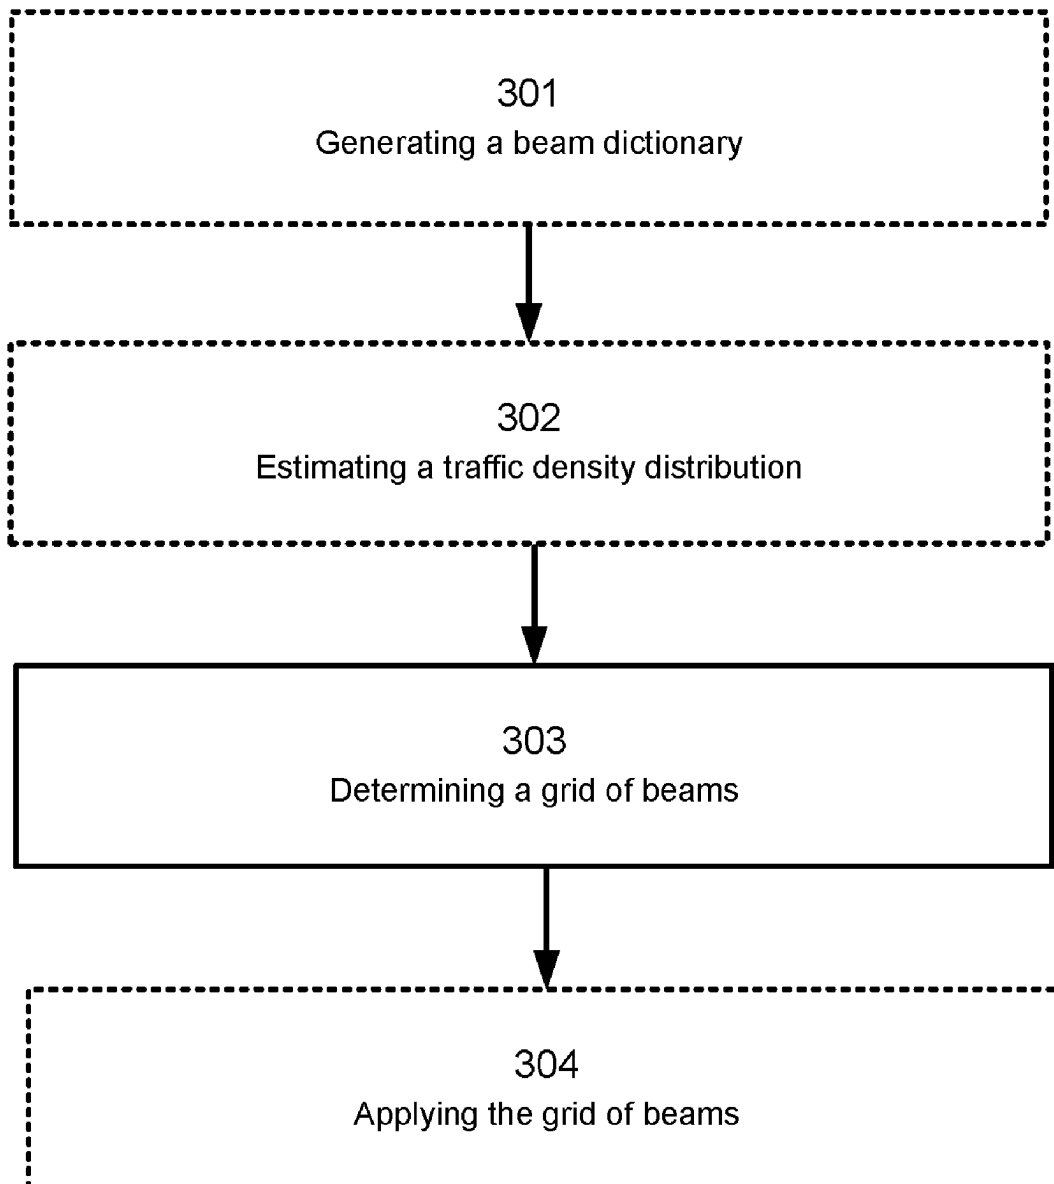 301
Generating a beam dictionary
302
Estimating a traffic density distribution
303
Determining a grid of beams
304
Applying the grid of beams